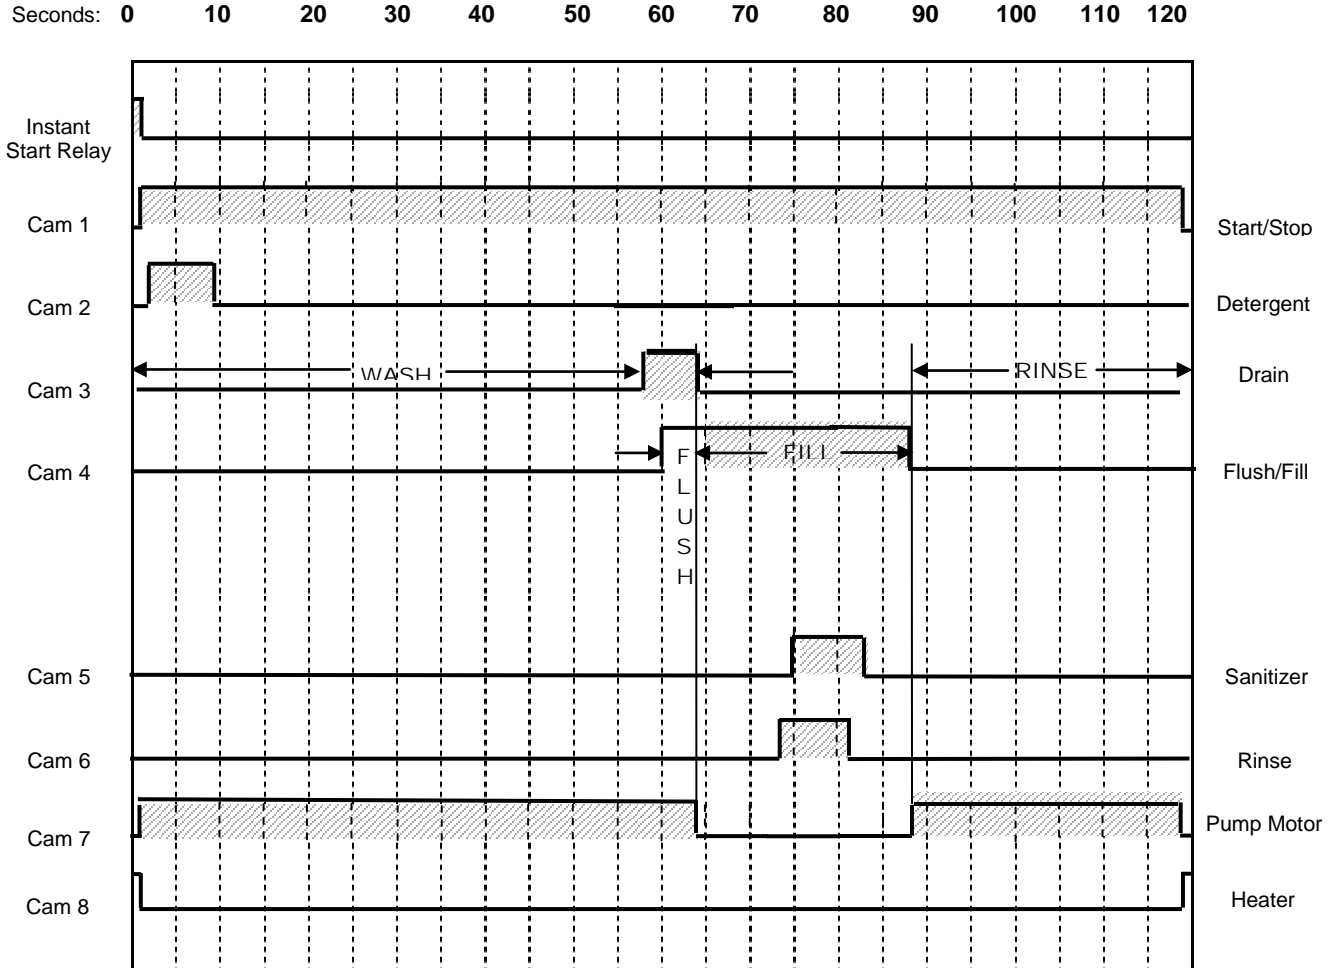 Seconds: 0 10 20 30 40 50 60 70 80 90 100 110 120
Instant
Start Relay
Cam 1
Start/Stop
Cam 2
Detergent
WASH
RINSE
Cam 3
Drain
Cam 4
FLUSH
FILL
Flush/Fill
Cam 5
Sanitizer
Cam 6
Rinse
Cam 7
Pump Motor
Cam 8
Heater